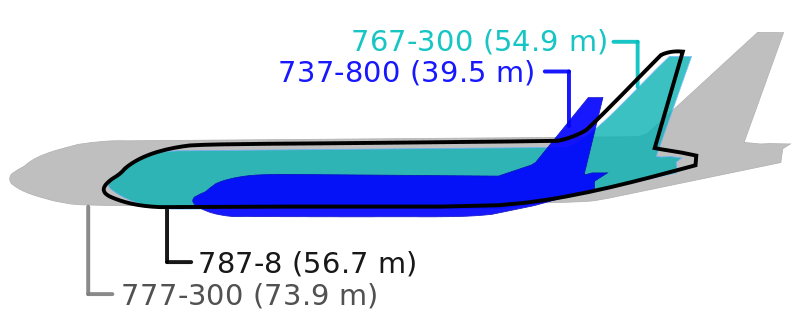 767-300 (54.9 m)
737-800 (39.5 m)
787-8 (56.7 m)
777-300 (73.9 m)